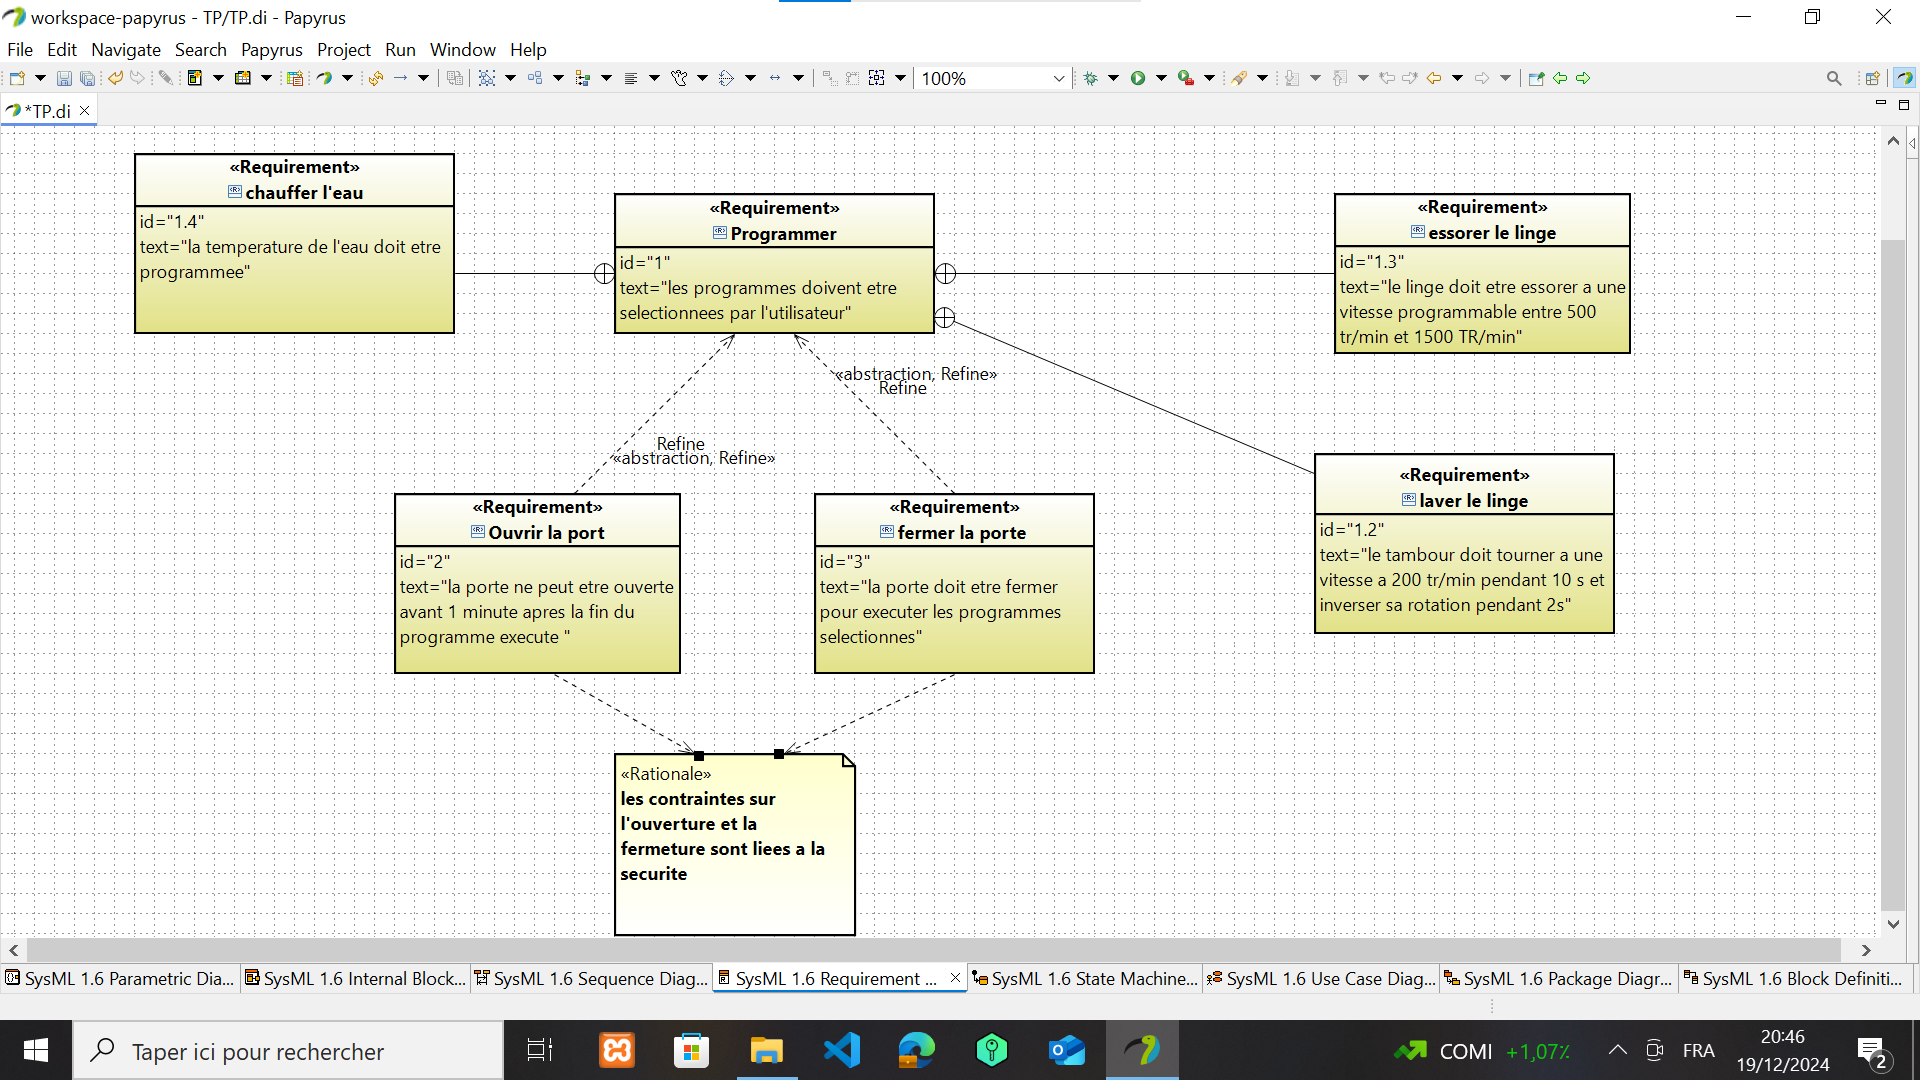 workspace-papyrus - TP/TP.di - Papyrus
File Edit Navigate Search Papyrus Project Run Window Help
100%
*TP.di
«Requirement»
chauffer l'eau
id="1.4"
text="la temperature de l'eau doit etre
programmee"
«Requirement»
Programmer
id="1"
text="les programmes doivent etre
selectionnees par l'utilisateur"
«Requirement»
essorer le linge
id="1.3"
text="le linge doit etre essorer a une
vitesse programmable entre 500
tr/min et 1500 TR/min"
«abstraction, Refine»
Refine
Refine
«abstraction, Refine»
«Requirement»
Ouvrir la port
id="2"
text="la porte ne peut etre ouverte
avant 1 minute apres la fin du
programme execute "
«Requirement»
fermer la porte
id="3"
text="la porte doit etre fermer
pour executer les programmes
selectionnes"
«Requirement»
laver le linge
id="1.2"
text="le tambour doit tourner a une
vitesse a 200 tr/min pendant 10 s et
inverser sa rotation pendant 2s"
«Rationale»
les contraintes sur
l'ouverture et la
fermeture sont liees a la
securite
SysML 1.6 Parametric Dia... SysML 1.6 Internal Block... SysML 1.6 Sequence Diag... SysML 1.6 Requirement ... SysML 1.6 State Machine... SysML 1.6 Use Case Diag... SysML 1.6 Package Diagr... SysML 1.6 Block Definiti...
Taper ici pour rechercher
COMI +1,07%
FRA
20:46
19/12/2024
2